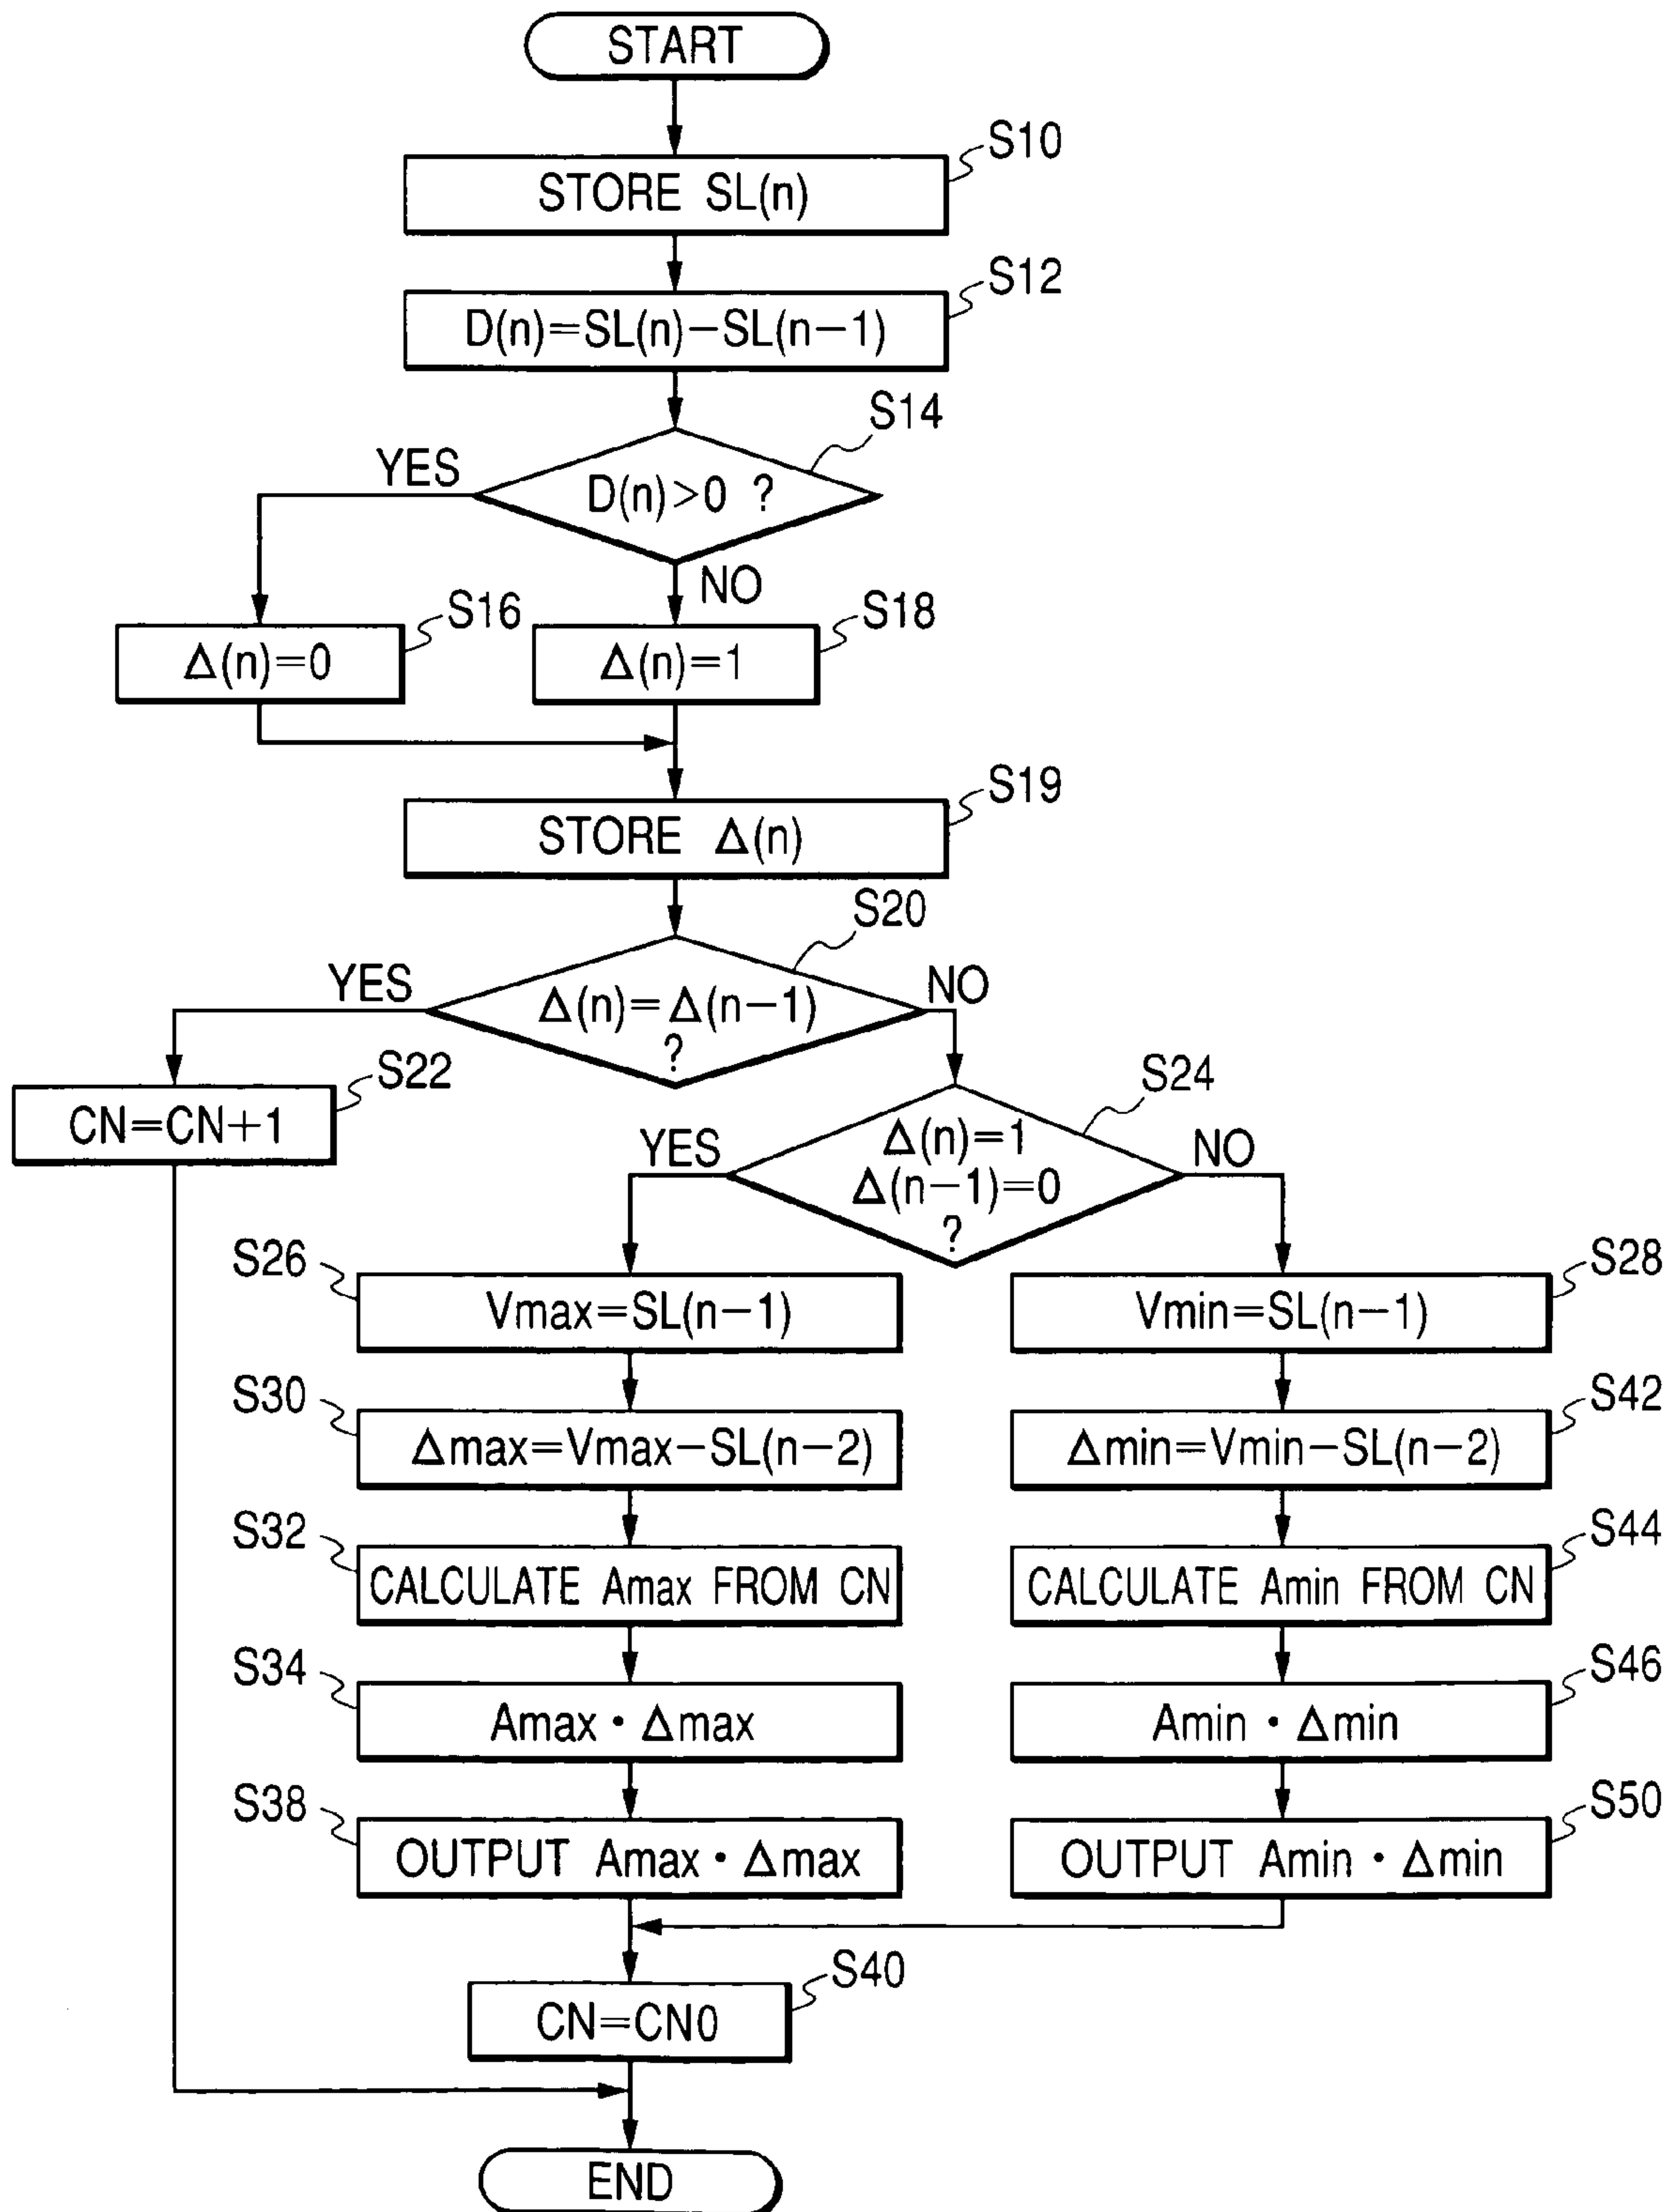 START
S10
STORE SL(n)
S12
D(n)=SL(n)−SL(n−1)
S14
YES
D(n)>0 ?
NO
S16
S18
Δ(n)=0
Δ(n)=1
S19
STORE Δ(n)
S20
YES
NO
Δ(n)=Δ(n−1)
?
S22
S24
CN=CN+1
YES
Δ(n)=1
NO
Δ(n−1)=0
?
S26
S28
Vmax=SL(n−1)
Vmin=SL(n−1)
S30
S42
Δmax=Vmax−SL(n−2)
Δmin=Vmin−SL(n−2)
S32
S44
CALCULATE Amax FROM CN
CALCULATE Amin FROM CN
S34
S46
Amax・Δmax
Amin・Δmin
S38
S50
OUTPUT Amax・Δmax
OUTPUT Amin・Δmin
S40
CN=CN0
END